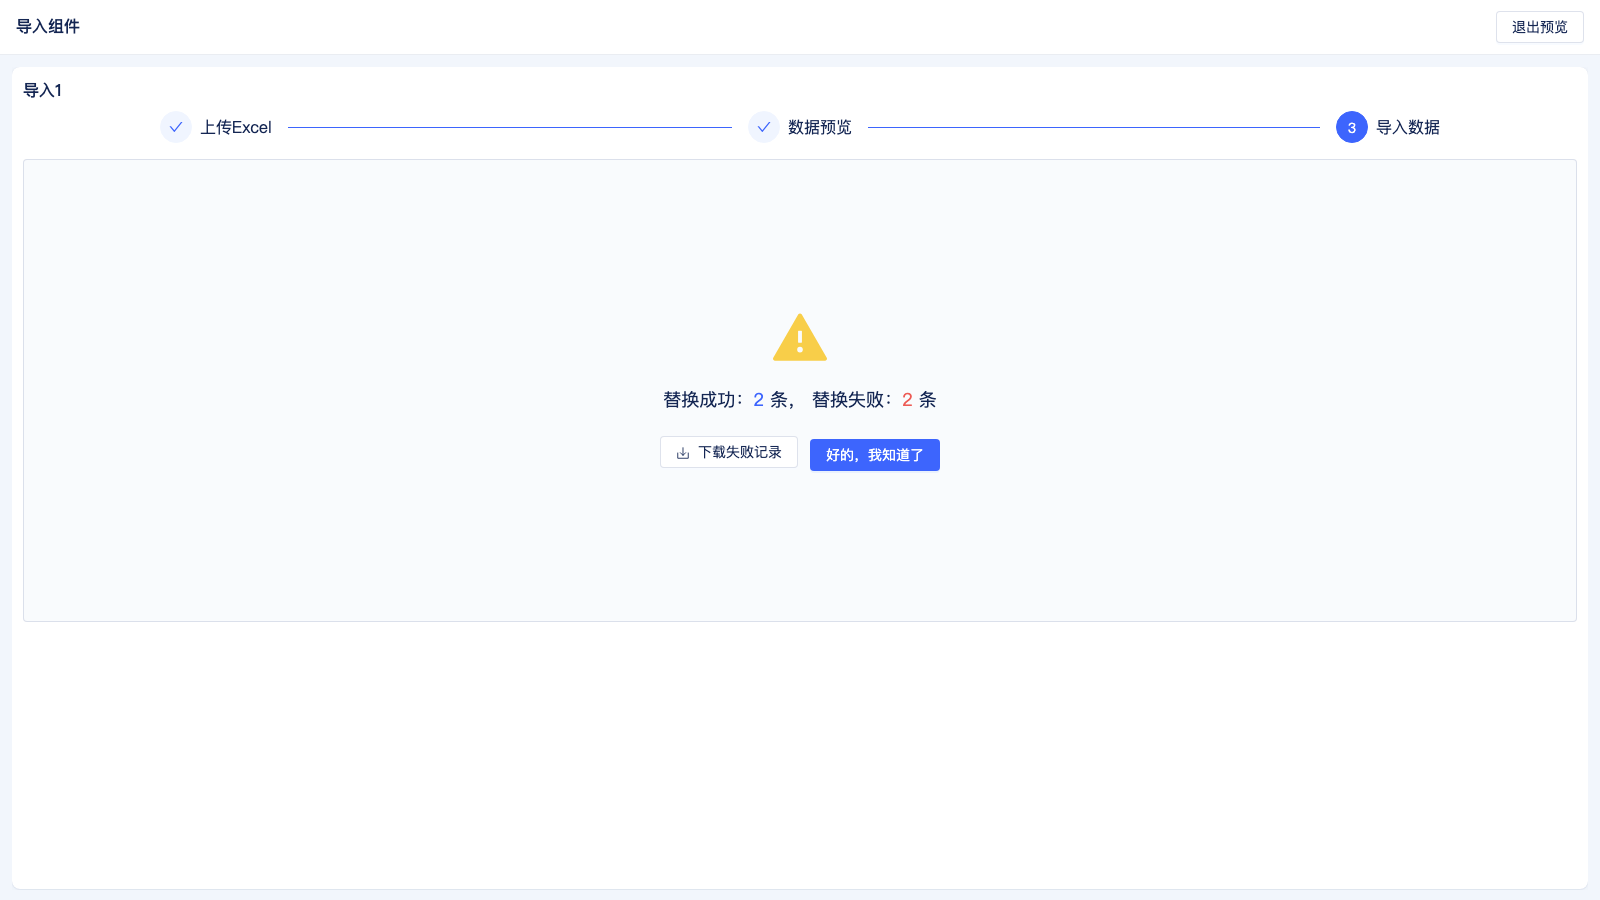 导入组件
退出预览
导入1
上传Excel
数据预览
3 导入数据
替换成功：2 条， 替换失败：2 条
下载失败记录
好的，我知道了